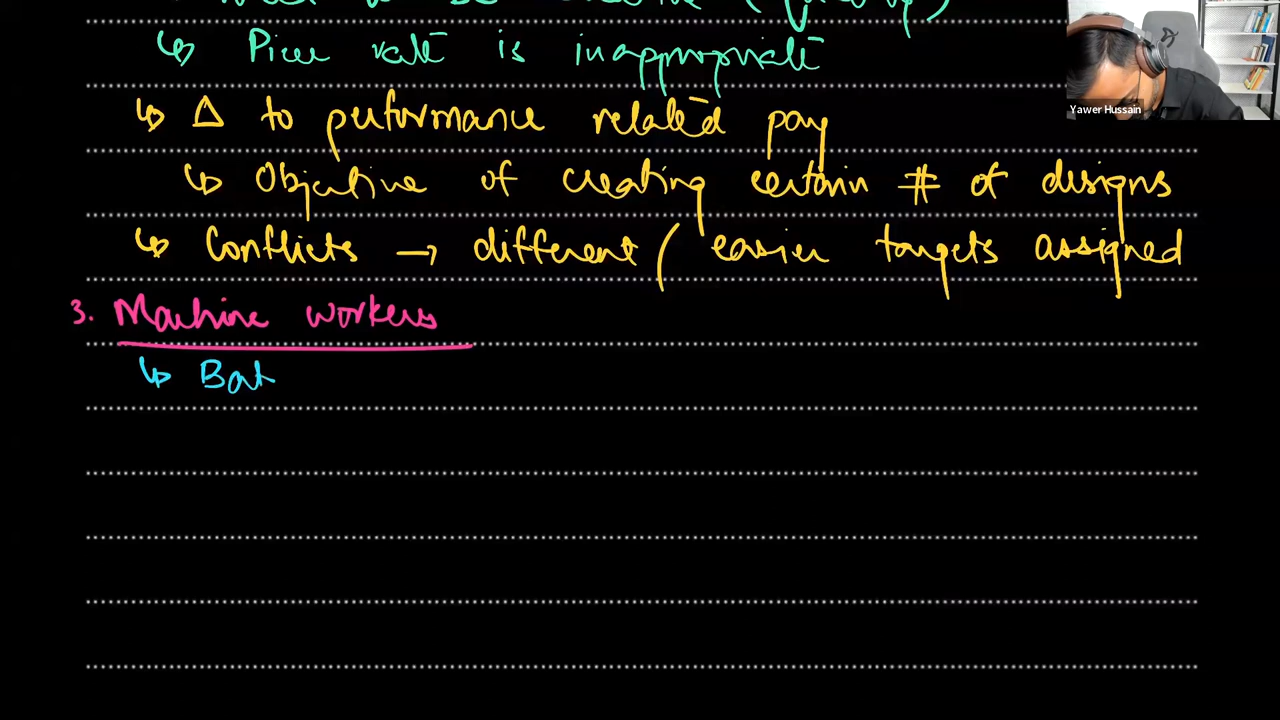 ↳ Piece rate is inappropriate
↳ Δ to performance related pay
↳ Objective of creating certain # of designs
↳ Conflicts → different / easier targets assigned
3. Machine workers
↳ Bat
Yawer Hussain